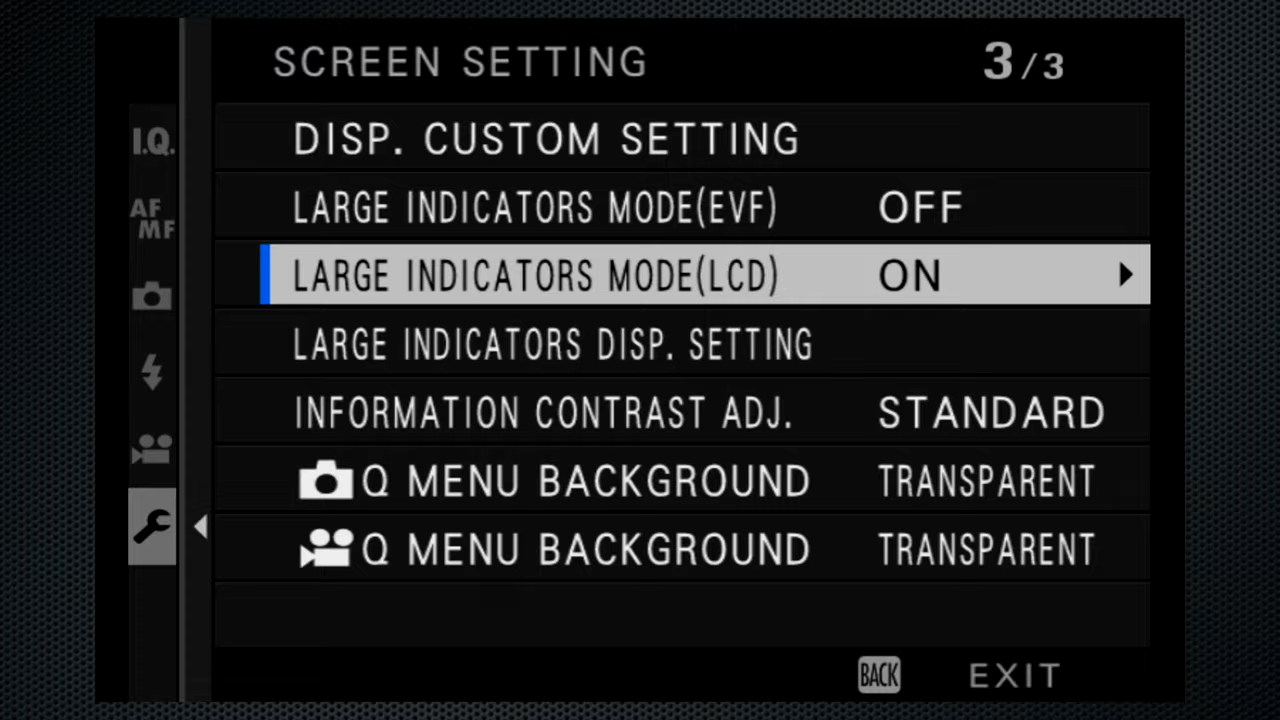 SCREEN SETTING 3/3
I.Q.
AF
MF
DISP. CUSTOM SETTING
LARGE INDICATORS MODE(EVF) OFF
LARGE INDICATORS MODE(LCD) ON
LARGE INDICATORS DISP. SETTING
INFORMATION CONTRAST ADJ. STANDARD
Q MENU BACKGROUND TRANSPARENT
Q MENU BACKGROUND TRANSPARENT
BACK EXIT